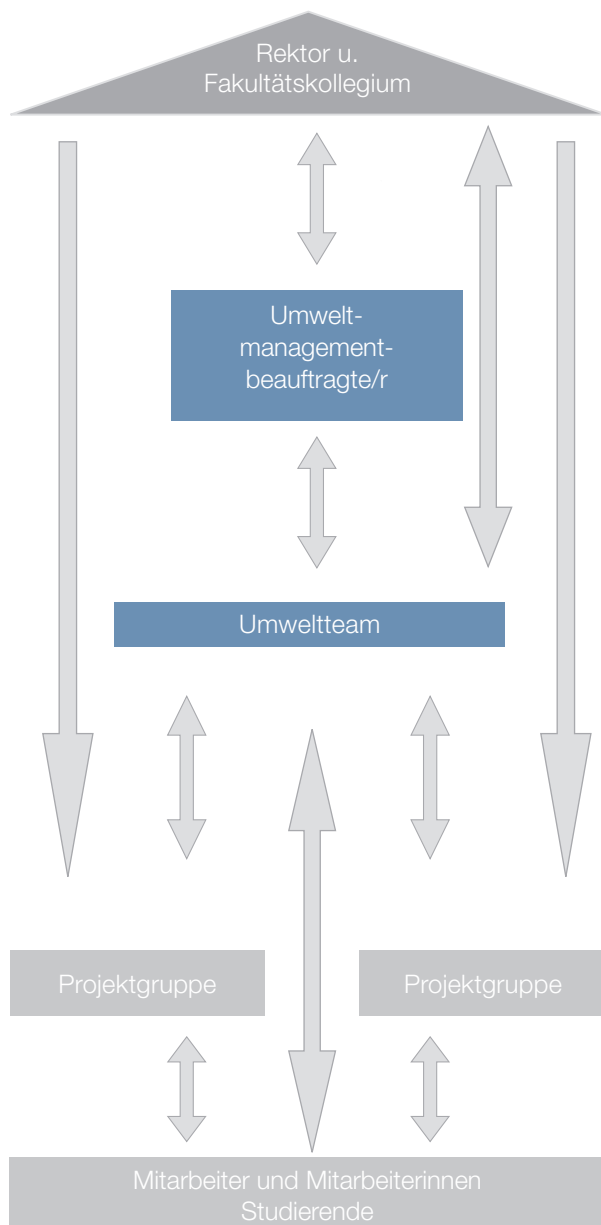 Rektor u.
Fakultätskollegium
Umwelt-
management-
beauftragte/r
Umweltteam
Projektgruppe
Projektgruppe
Mitarbeiter und Mitarbeiterinnen
Studierende